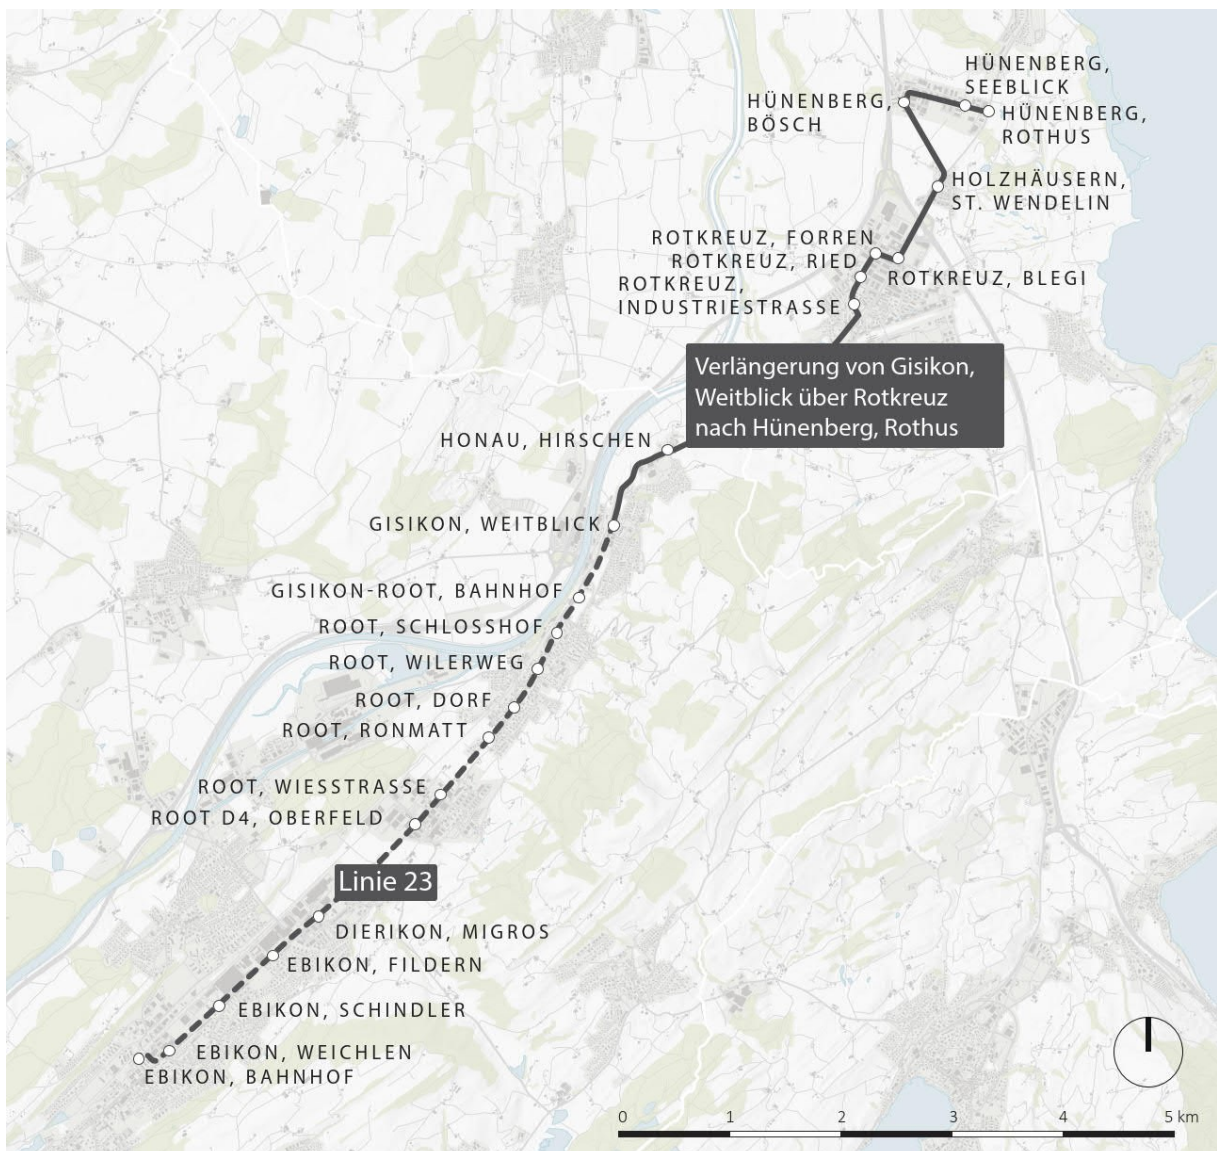 HÜNENBERG,
SEEBLICK
HÜNENBERG,
BÖSCH
HÜNENBERG,
ROTHUS
HOLZHÄUSERN,
ST. WENDELIN
ROTKREUZ, FORREN
ROTKREUZ, RIED
ROTKREUZ, BLEGI
ROTKREUZ,
INDUSTRIESTRASSE
Verlängerung von Gisikon,
Weitblick über Rotkreuz
nach Hünenberg, Rothus
HONAU, HIRSCHEN
GISIKON, WEITBLICK
GISIKON-ROOT, BAHNHOF
ROOT, SCHLOSSHOF
ROOT, WILERWEG
ROOT, DORF
ROOT, RONMATT
ROOT, WIESSTRASSE
ROOT D4, OBERFELD
Linie 23
DIERIKON, MIGROS
EBIKON, FILDERN
EBIKON, SCHINDLER
EBIKON, WEICHLEN
EBIKON, BAHNHOF
0 1 2 3 4 5 km